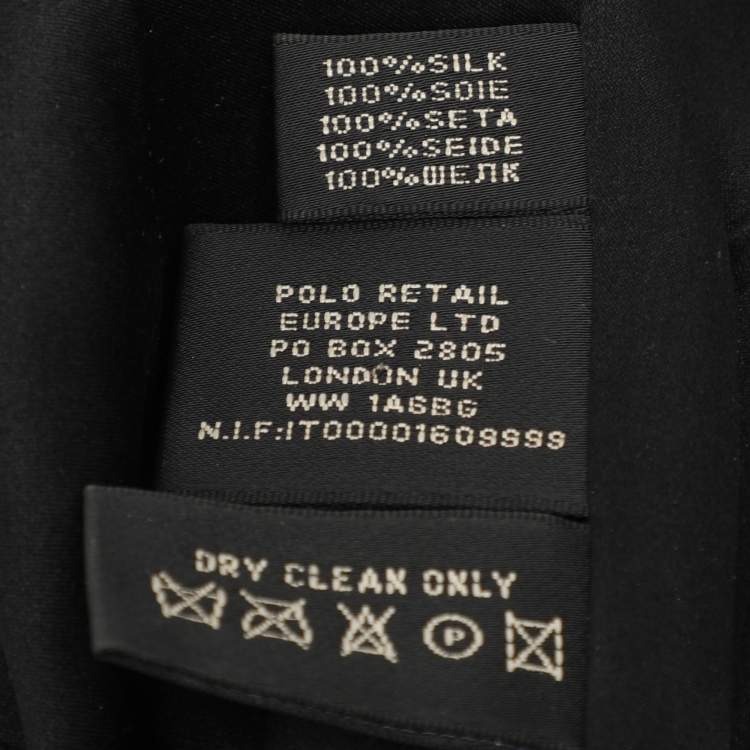 100%SILK
100%SOIE
100%SETA
100%SEIDE
100%ШЕЛК
POLO RETAIL
EUROPE LTD
PO BOX 2805
LONDON UK
WW 1A6BG
N.I.F:IT00001609999
DRY CLEAN ONLY
P